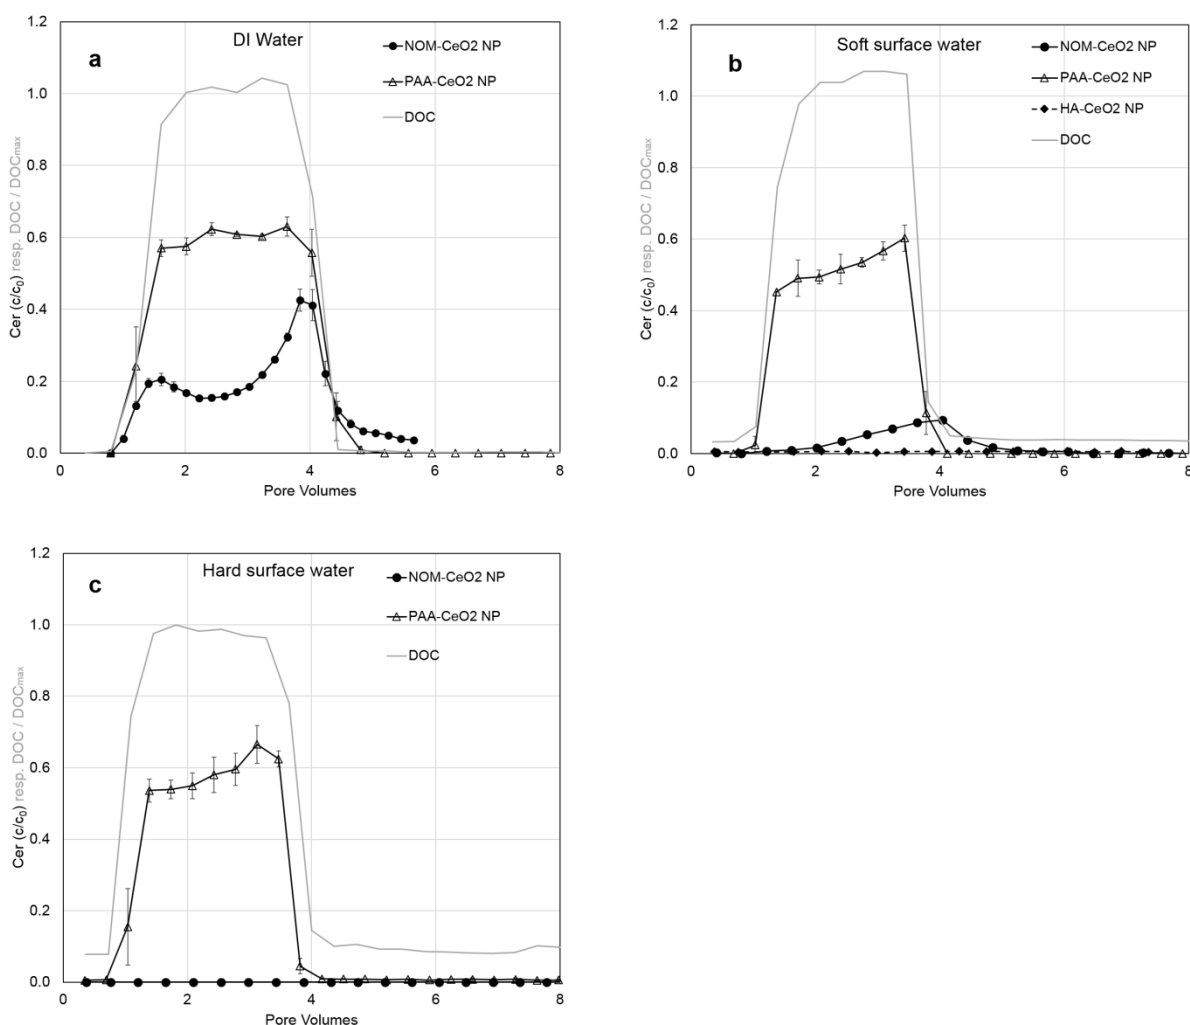 DI Water
a
NOM-CeO2 NP
PAA-CeO2 NP
DOC
1.2
1.0
0.8
0.6
0.4
0.2
0.0
0 2 4 6 8
Pore Volumes
Cer (c/c0) resp. DOC / DOCmax
Soft surface water
b
NOM-CeO2 NP
PAA-CeO2 NP
HA-CeO2 NP
DOC
1.2
1.0
0.8
0.6
0.4
0.2
0.0
0 2 4 6 8
Pore Volumes
Cer (c/c0) resp. DOC / DOCmax
Hard surface water
c
NOM-CeO2 NP
PAA-CeO2 NP
DOC
1.2
1.0
0.8
0.6
0.4
0.2
0.0
0 2 4 6 8
Pore Volumes
Cer (c/c0) resp. DOC / DOCmax